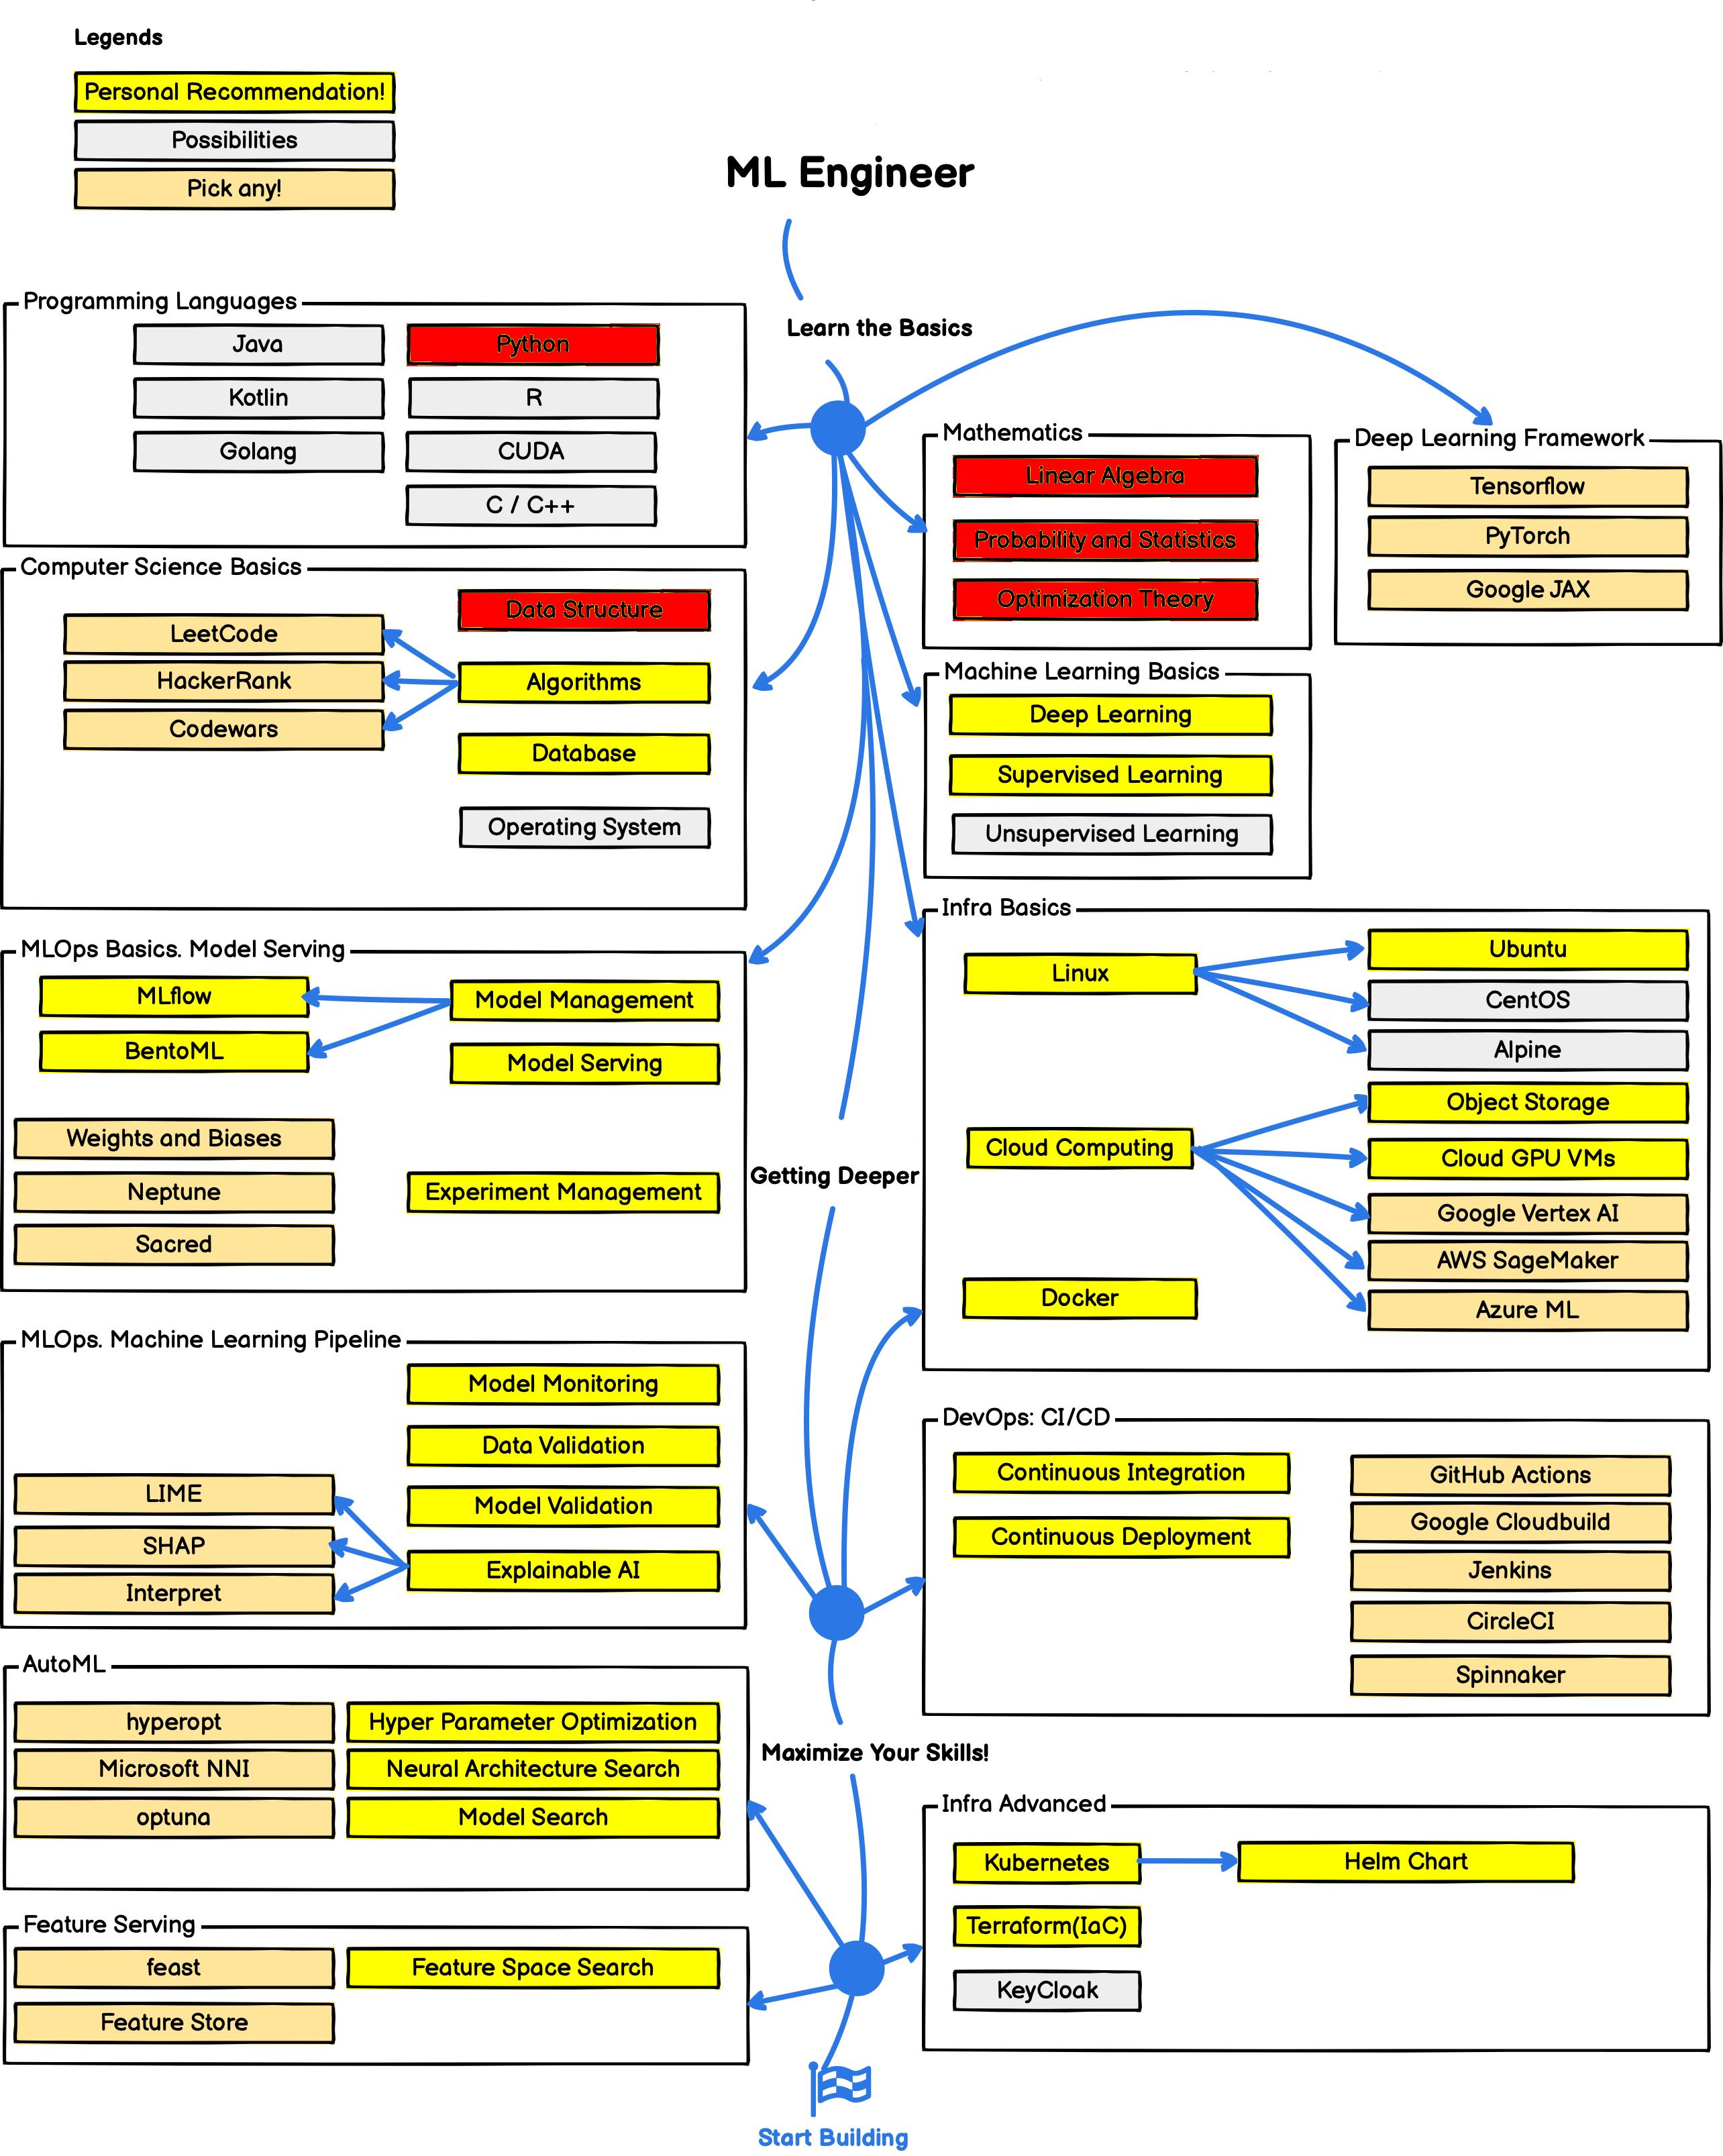 Legends
Personal Recommendation!
Possibilities
Pick any!
ML Engineer
Learn the Basics
Programming Languages
Java
Python
Kotlin
R
Golang
CUDA
C / C++
Mathematics
Linear Algebra
Probability and Statistics
Optimization Theory
Deep Learning Framework
Tensorflow
PyTorch
Google JAX
Computer Science Basics
Data Structure
LeetCode
HackerRank
Codewars
Algorithms
Database
Operating System
Machine Learning Basics
Deep Learning
Supervised Learning
Unsupervised Learning
MLOps Basics. Model Serving
MLflow
BentoML
Model Management
Model Serving
Weights and Biases
Neptune
Sacred
Experiment Management
Infra Basics
Linux
Ubuntu
CentOS
Alpine
Cloud Computing
Object Storage
Cloud GPU VMs
Google Vertex AI
AWS SageMaker
Azure ML
Docker
Getting Deeper
MLOps. Machine Learning Pipeline
Model Monitoring
Data Validation
Model Validation
Explainable AI
LIME
SHAP
Interpret
DevOps: CI/CD
Continuous Integration
Continuous Deployment
GitHub Actions
Google Cloudbuild
Jenkins
CircleCI
Spinnaker
Maximize Your Skills!
AutoML
hyperopt
Hyper Parameter Optimization
Microsoft NNI
Neural Architecture Search
optuna
Model Search
Infra Advanced
Kubernetes
Helm Chart
Terraform(IaC)
KeyCloak
Feature Serving
feast
Feature Space Search
Feature Store
Start Building